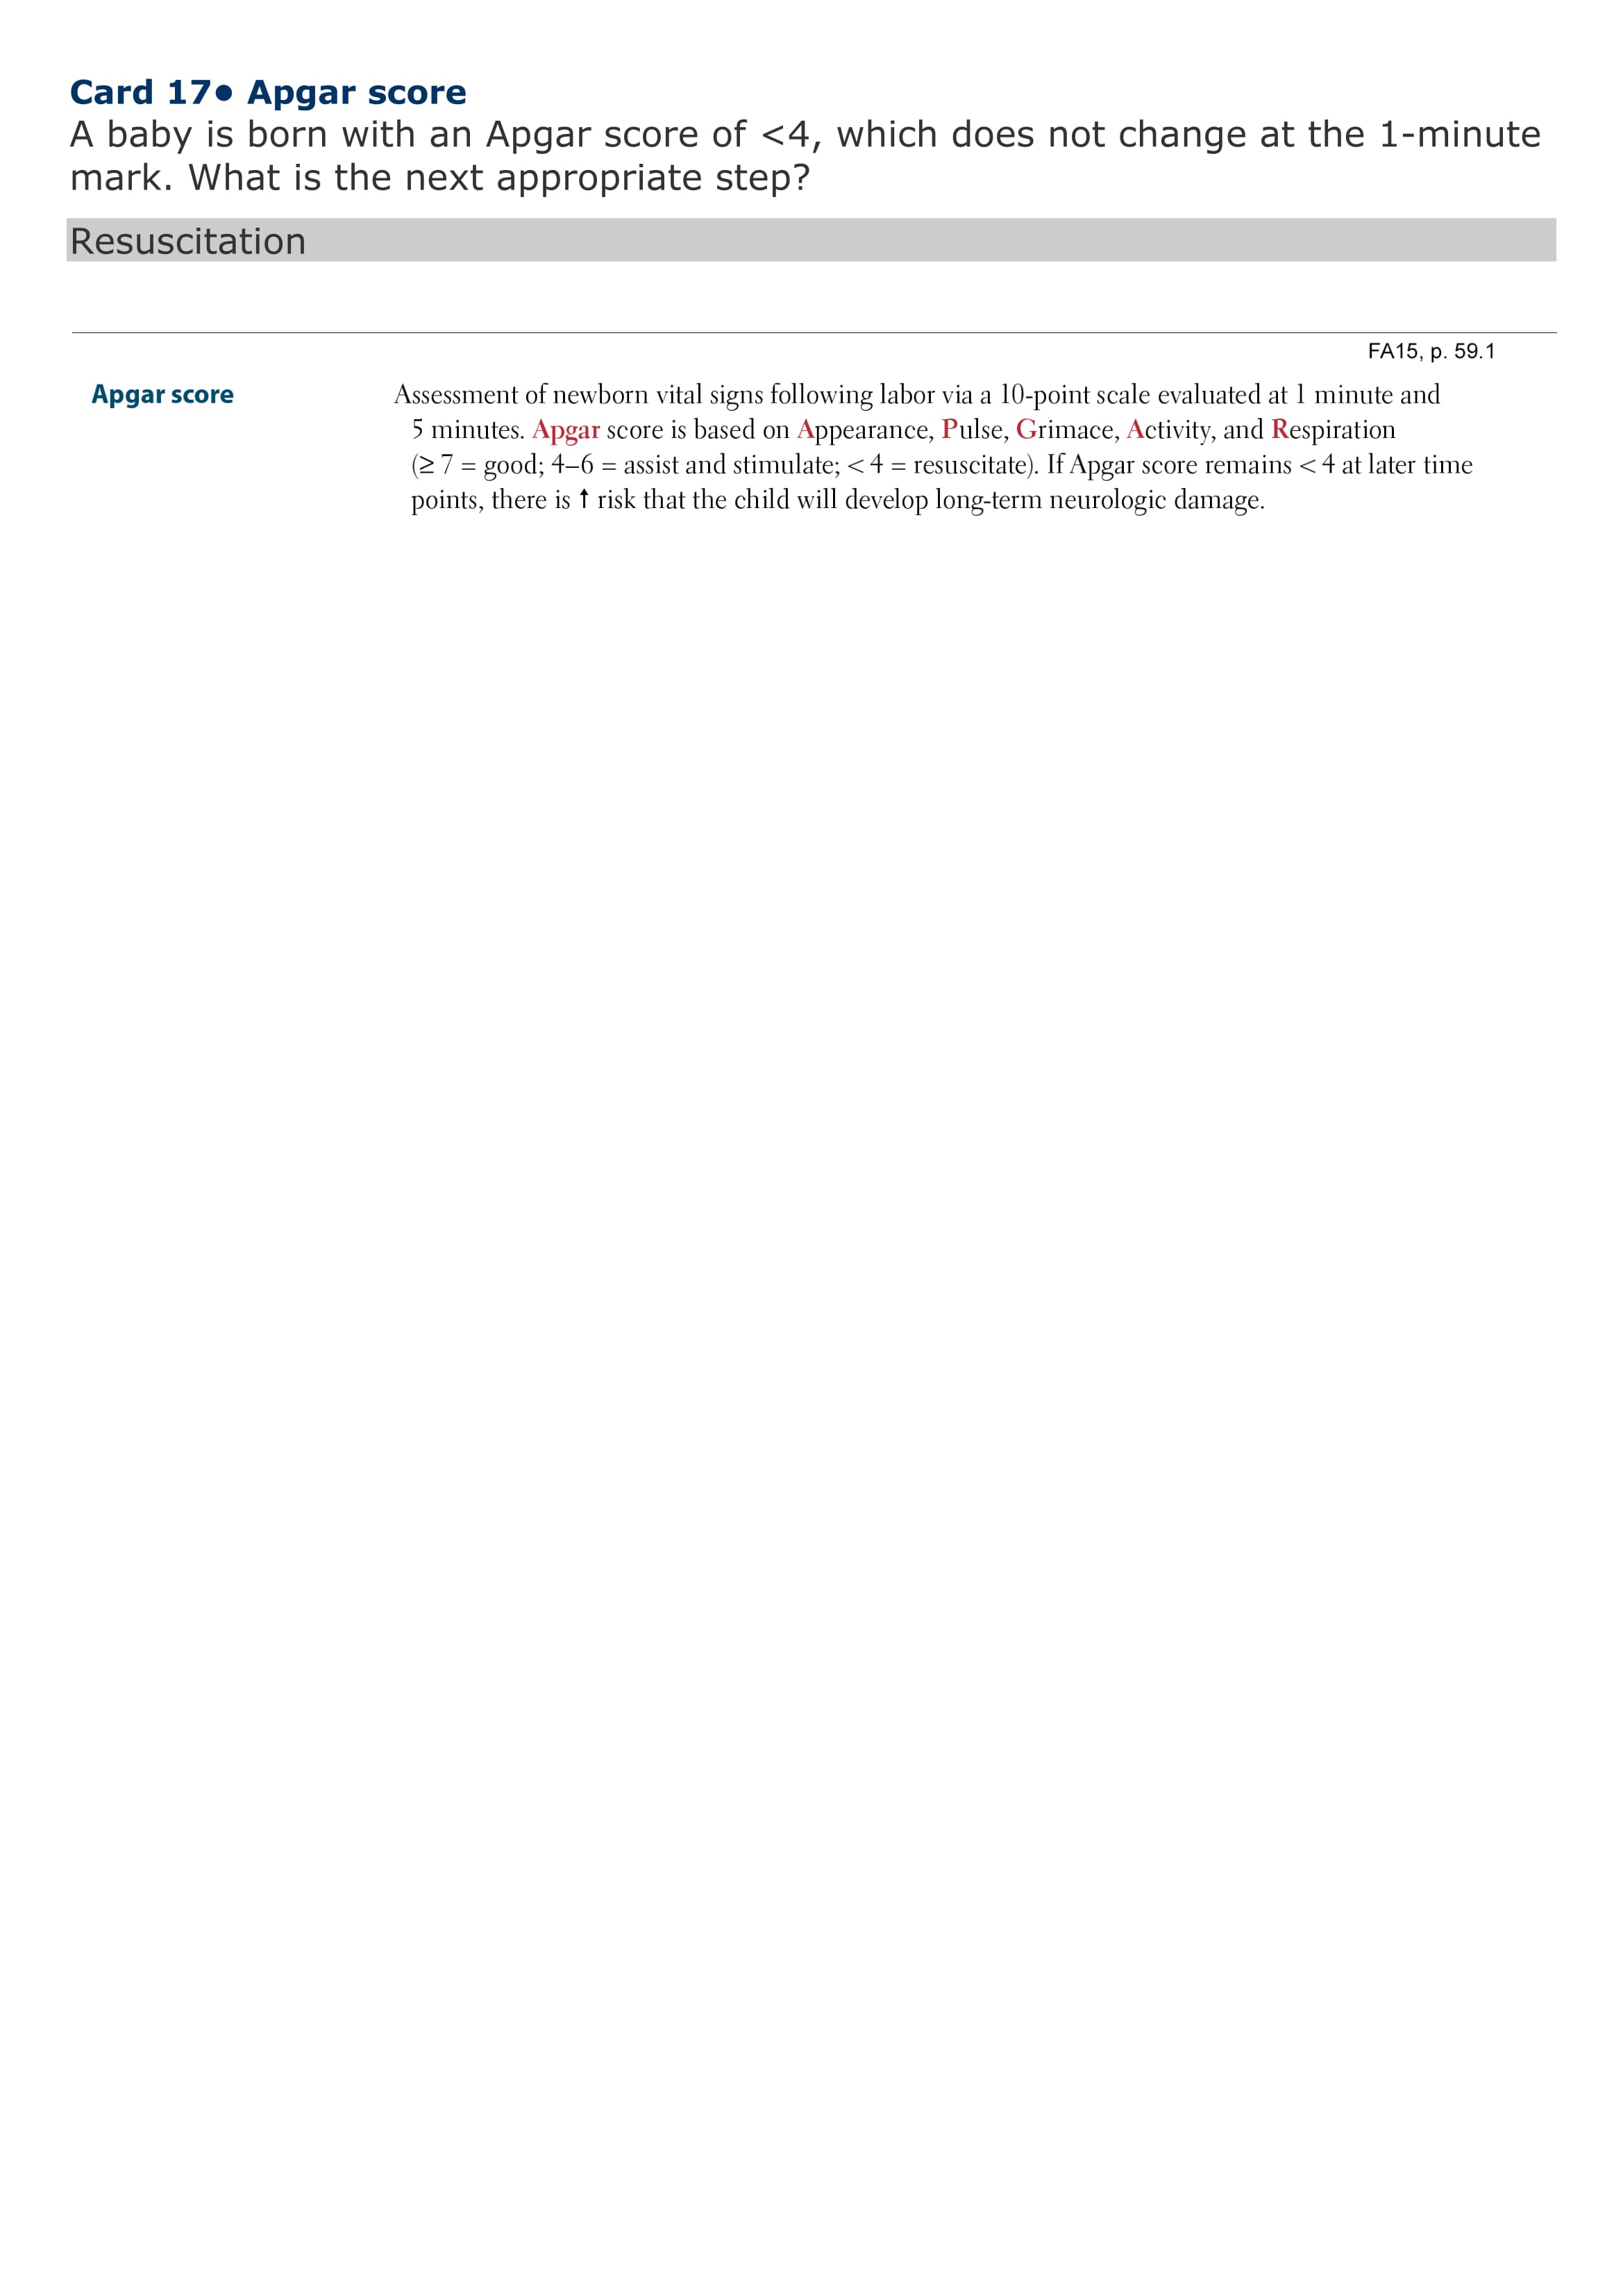 Card 17• Apgar score
A baby is born with an Apgar score of <4, which does not change at the 1-minute
mark. What is the next appropriate step?
Resuscitation
FA15, p. 59.1
Apgar score
Assessment of newborn vital signs following labor via a 10-point scale evaluated at 1 minute and
5 minutes. Apgar score is based on Appearance, Pulse, Grimace, Activity, and Respiration
(≥ 7 = good; 4–6 = assist and stimulate; < 4 = resuscitate). If Apgar score remains < 4 at later time
points, there is ↑ risk that the child will develop long-term neurologic damage.